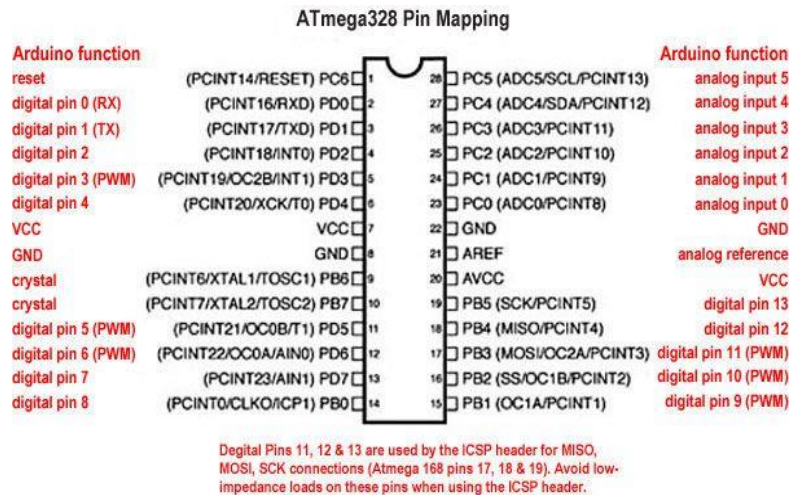 ATmega328 Pin Mapping
Arduino function Arduino function
reset (PCINT14/RESET) PC6 1 28 PC5 (ADC5/SCL/PCINT13) analog input 5
digital pin 0 (RX) (PCINT16/RXD) PD0 2 27 PC4 (ADC4/SDA/PCINT12) analog input 4
digital pin 1 (TX) (PCINT17/TXD) PD1 3 26 PC3 (ADC3/PCINT11) analog input 3
digital pin 2 (PCINT18/INT0) PD2 4 25 PC2 (ADC2/PCINT10) analog input 2
digital pin 3 (PWM) (PCINT19/OC2B/INT1) PD3 5 24 PC1 (ADC1/PCINT9) analog input 1
digital pin 4 (PCINT20/XCK/T0) PD4 6 23 PC0 (ADC0/PCINT8) analog input 0
VCC VCC 7 22 GND GND
GND GND 8 21 AREF analog reference
crystal (PCINT6/XTAL1/TOSC1) PB6 9 20 AVCC VCC
crystal (PCINT7/XTAL2/TOSC2) PB7 10 19 PB5 (SCK/PCINT5) digital pin 13
digital pin 5 (PWM) (PCINT21/OC0B/T1) PD5 11 18 PB4 (MISO/PCINT4) digital pin 12
digital pin 6 (PWM) (PCINT22/OC0A/AIN0) PD6 12 17 PB3 (MOSI/OC2A/PCINT3) digital pin 11 (PWM)
digital pin 7 (PCINT23/AIN1) PD7 13 16 PB2 (SS/OC1B/PCINT2) digital pin 10 (PWM)
digital pin 8 (PCINT0/CLKO/ICP1) PB0 14 15 PB1 (OC1A/PCINT1) digital pin 9 (PWM)
Degital Pins 11, 12 & 13 are used by the ICSP header for MISO,
MOSI, SCK connections (Atmega 168 pins 17, 18 & 19). Avoid low-
impedance loads on these pins when using the ICSP header.